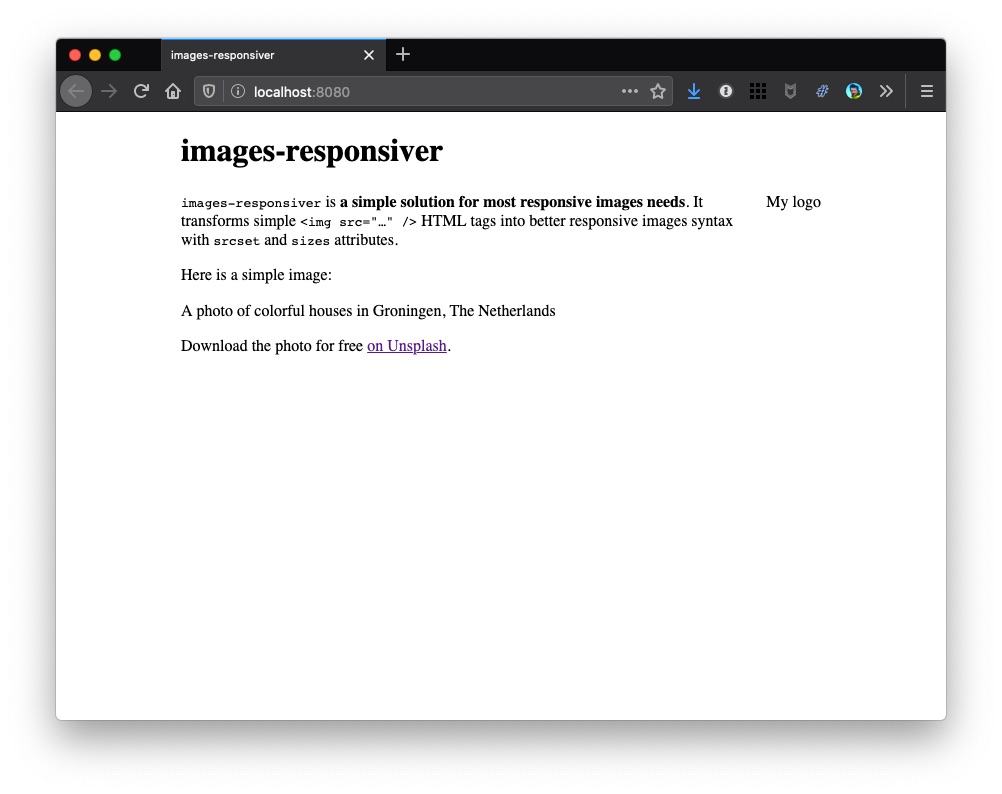 images-responsiver
localhost:8080
images-responsiver
images-responsiver is a simple solution for most responsive images needs. It
transforms simple <img src="…" /> HTML tags into better responsive images syntax
with srcset and sizes attributes.
My logo
Here is a simple image:
A photo of colorful houses in Groningen, The Netherlands
Download the photo for free on Unsplash.